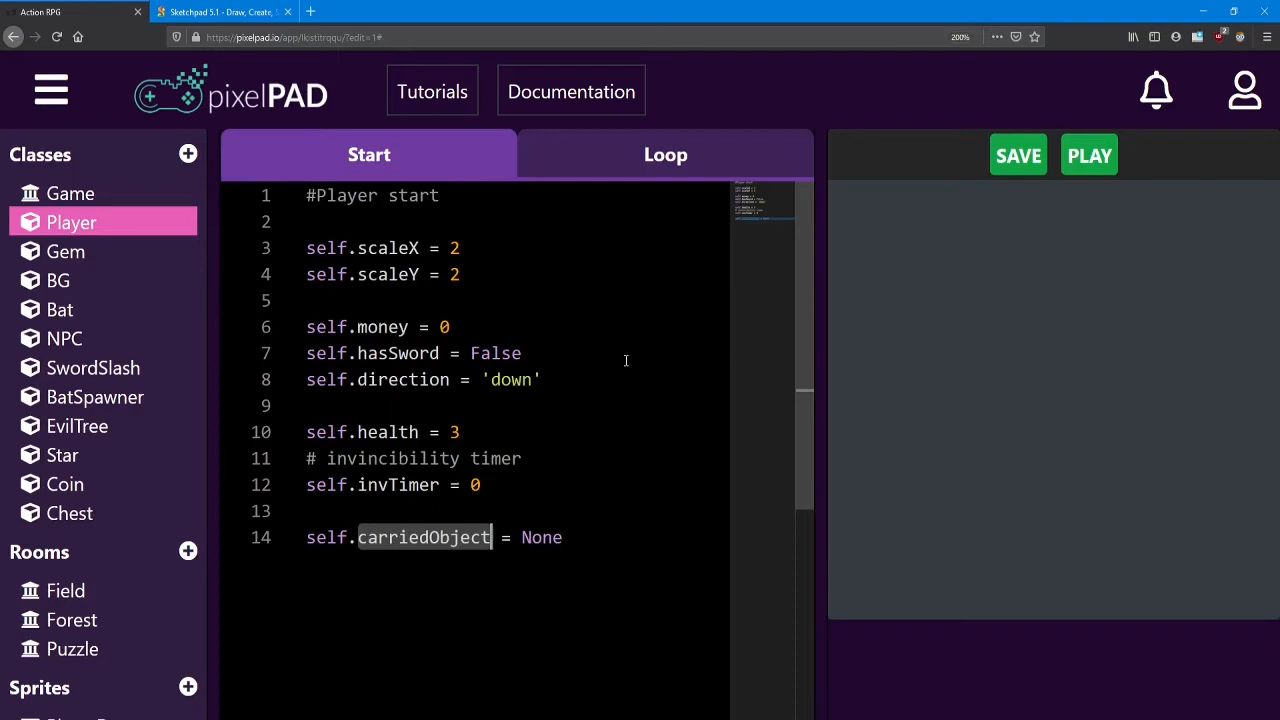 Action RPG
Sketchpad 5.1 - Draw, Create, S
https://pixelpad.io/app/lkistitrqqu/?edit=1#
200%
2
pixelPAD
Tutorials
Documentation
Classes
Game
Player
Gem
BG
Bat
NPC
SwordSlash
BatSpawner
EvilTree
Star
Coin
Chest
Rooms
Field
Forest
Puzzle
Sprites
Start
Loop
SAVE
PLAY
1 #Player start
2
3 self.scaleX = 2
4 self.scaleY = 2
5
6 self.money = 0
7 self.hasSword = False
8 self.direction = 'down'
9
10 self.health = 3
11 # invincibility timer
12 self.invTimer = 0
13
14 self.carriedObject = None